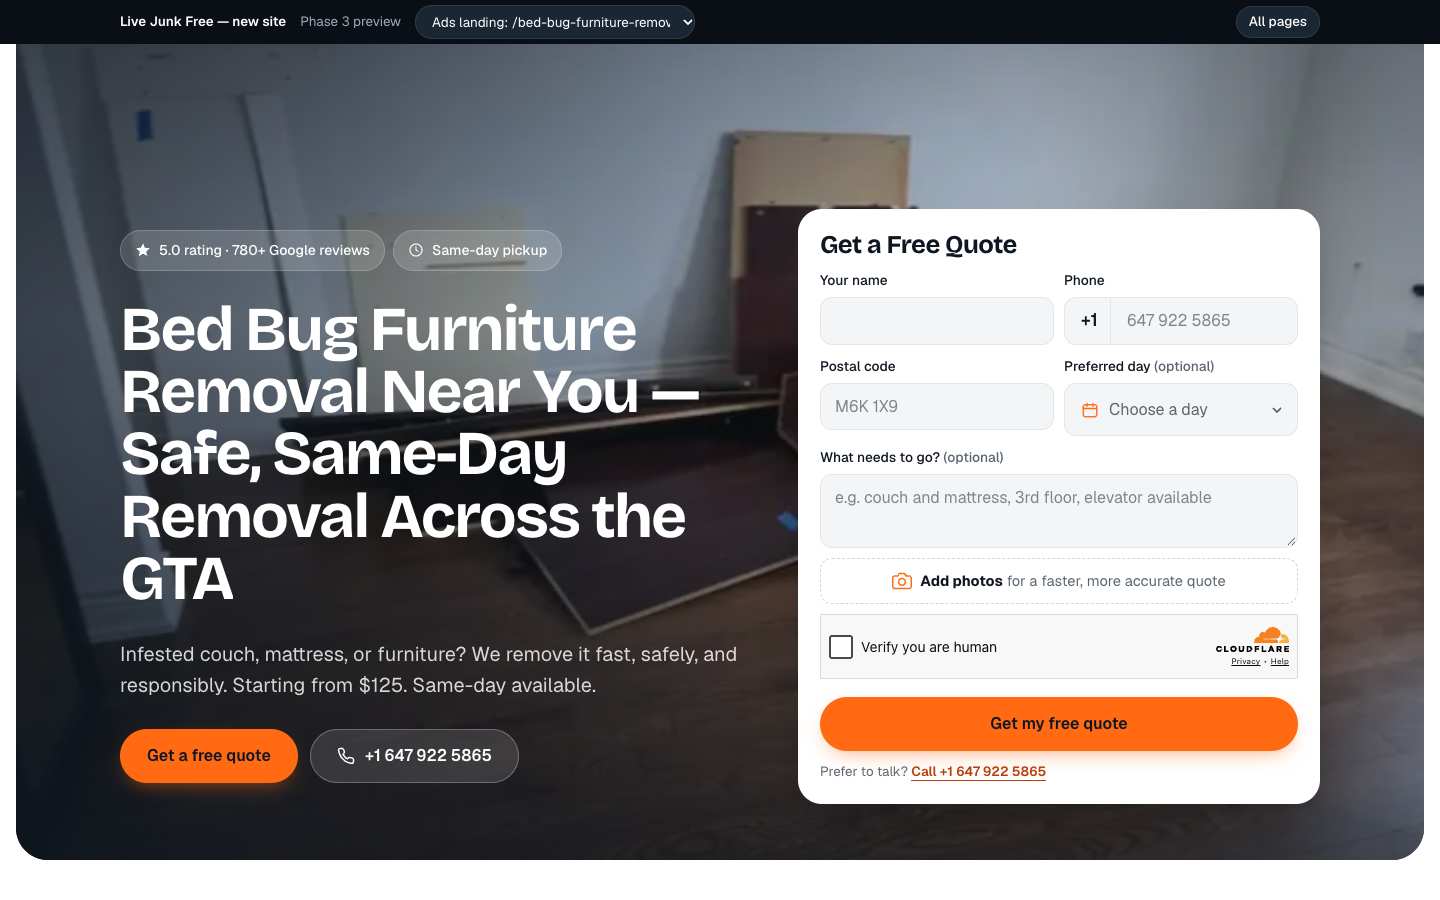 Live Junk Free — new site
Phase 3 preview
Ads landing: /bed-bug-furniture-remov
All pages
5.0 rating · 780+ Google reviews
Same-day pickup
Bed Bug Furniture
Removal Near You —
Safe, Same-Day
Removal Across the
GTA
Infested couch, mattress, or furniture? We remove it fast, safely, and
responsibly. Starting from $125. Same-day available.
Get a free quote
+1 647 922 5865
Get a Free Quote
Your name
Phone
+1
647 922 5865
Postal code
Preferred day (optional)
M6K 1X9
Choose a day
What needs to go? (optional)
e.g. couch and mattress, 3rd floor, elevator available
Add photos for a faster, more accurate quote
Verify you are human
CLOUDFLARE
Privacy • Help
Get my free quote
Prefer to talk? Call +1 647 922 5865